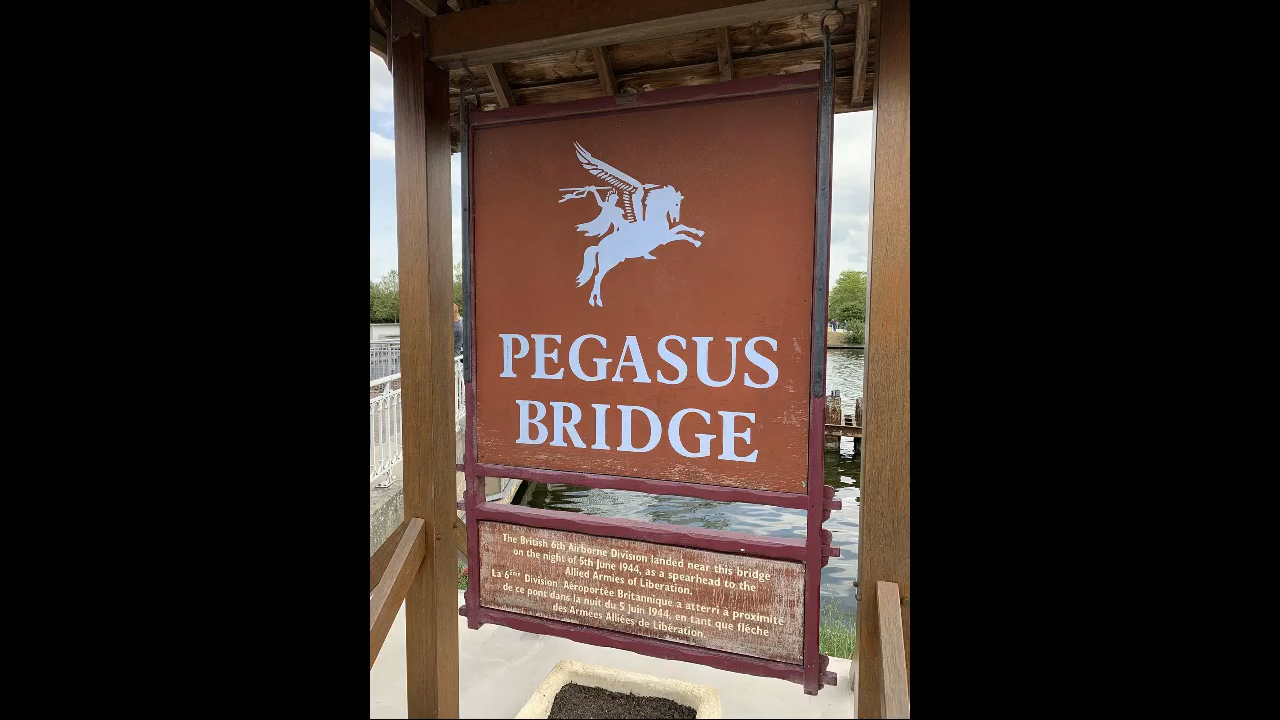 PEGASUS
BRIDGE
The British 6th Airborne Division landed near this bridge
on the night of 5th June 1944, as a spearhead to the
Allied Armies of Liberation.
La 6ème Division Aéroportée Britannique a atterri à proximité
de ce pont dans la nuit du 5 Juin 1944, en tant que fléche
des Armées Alliées de Libération.